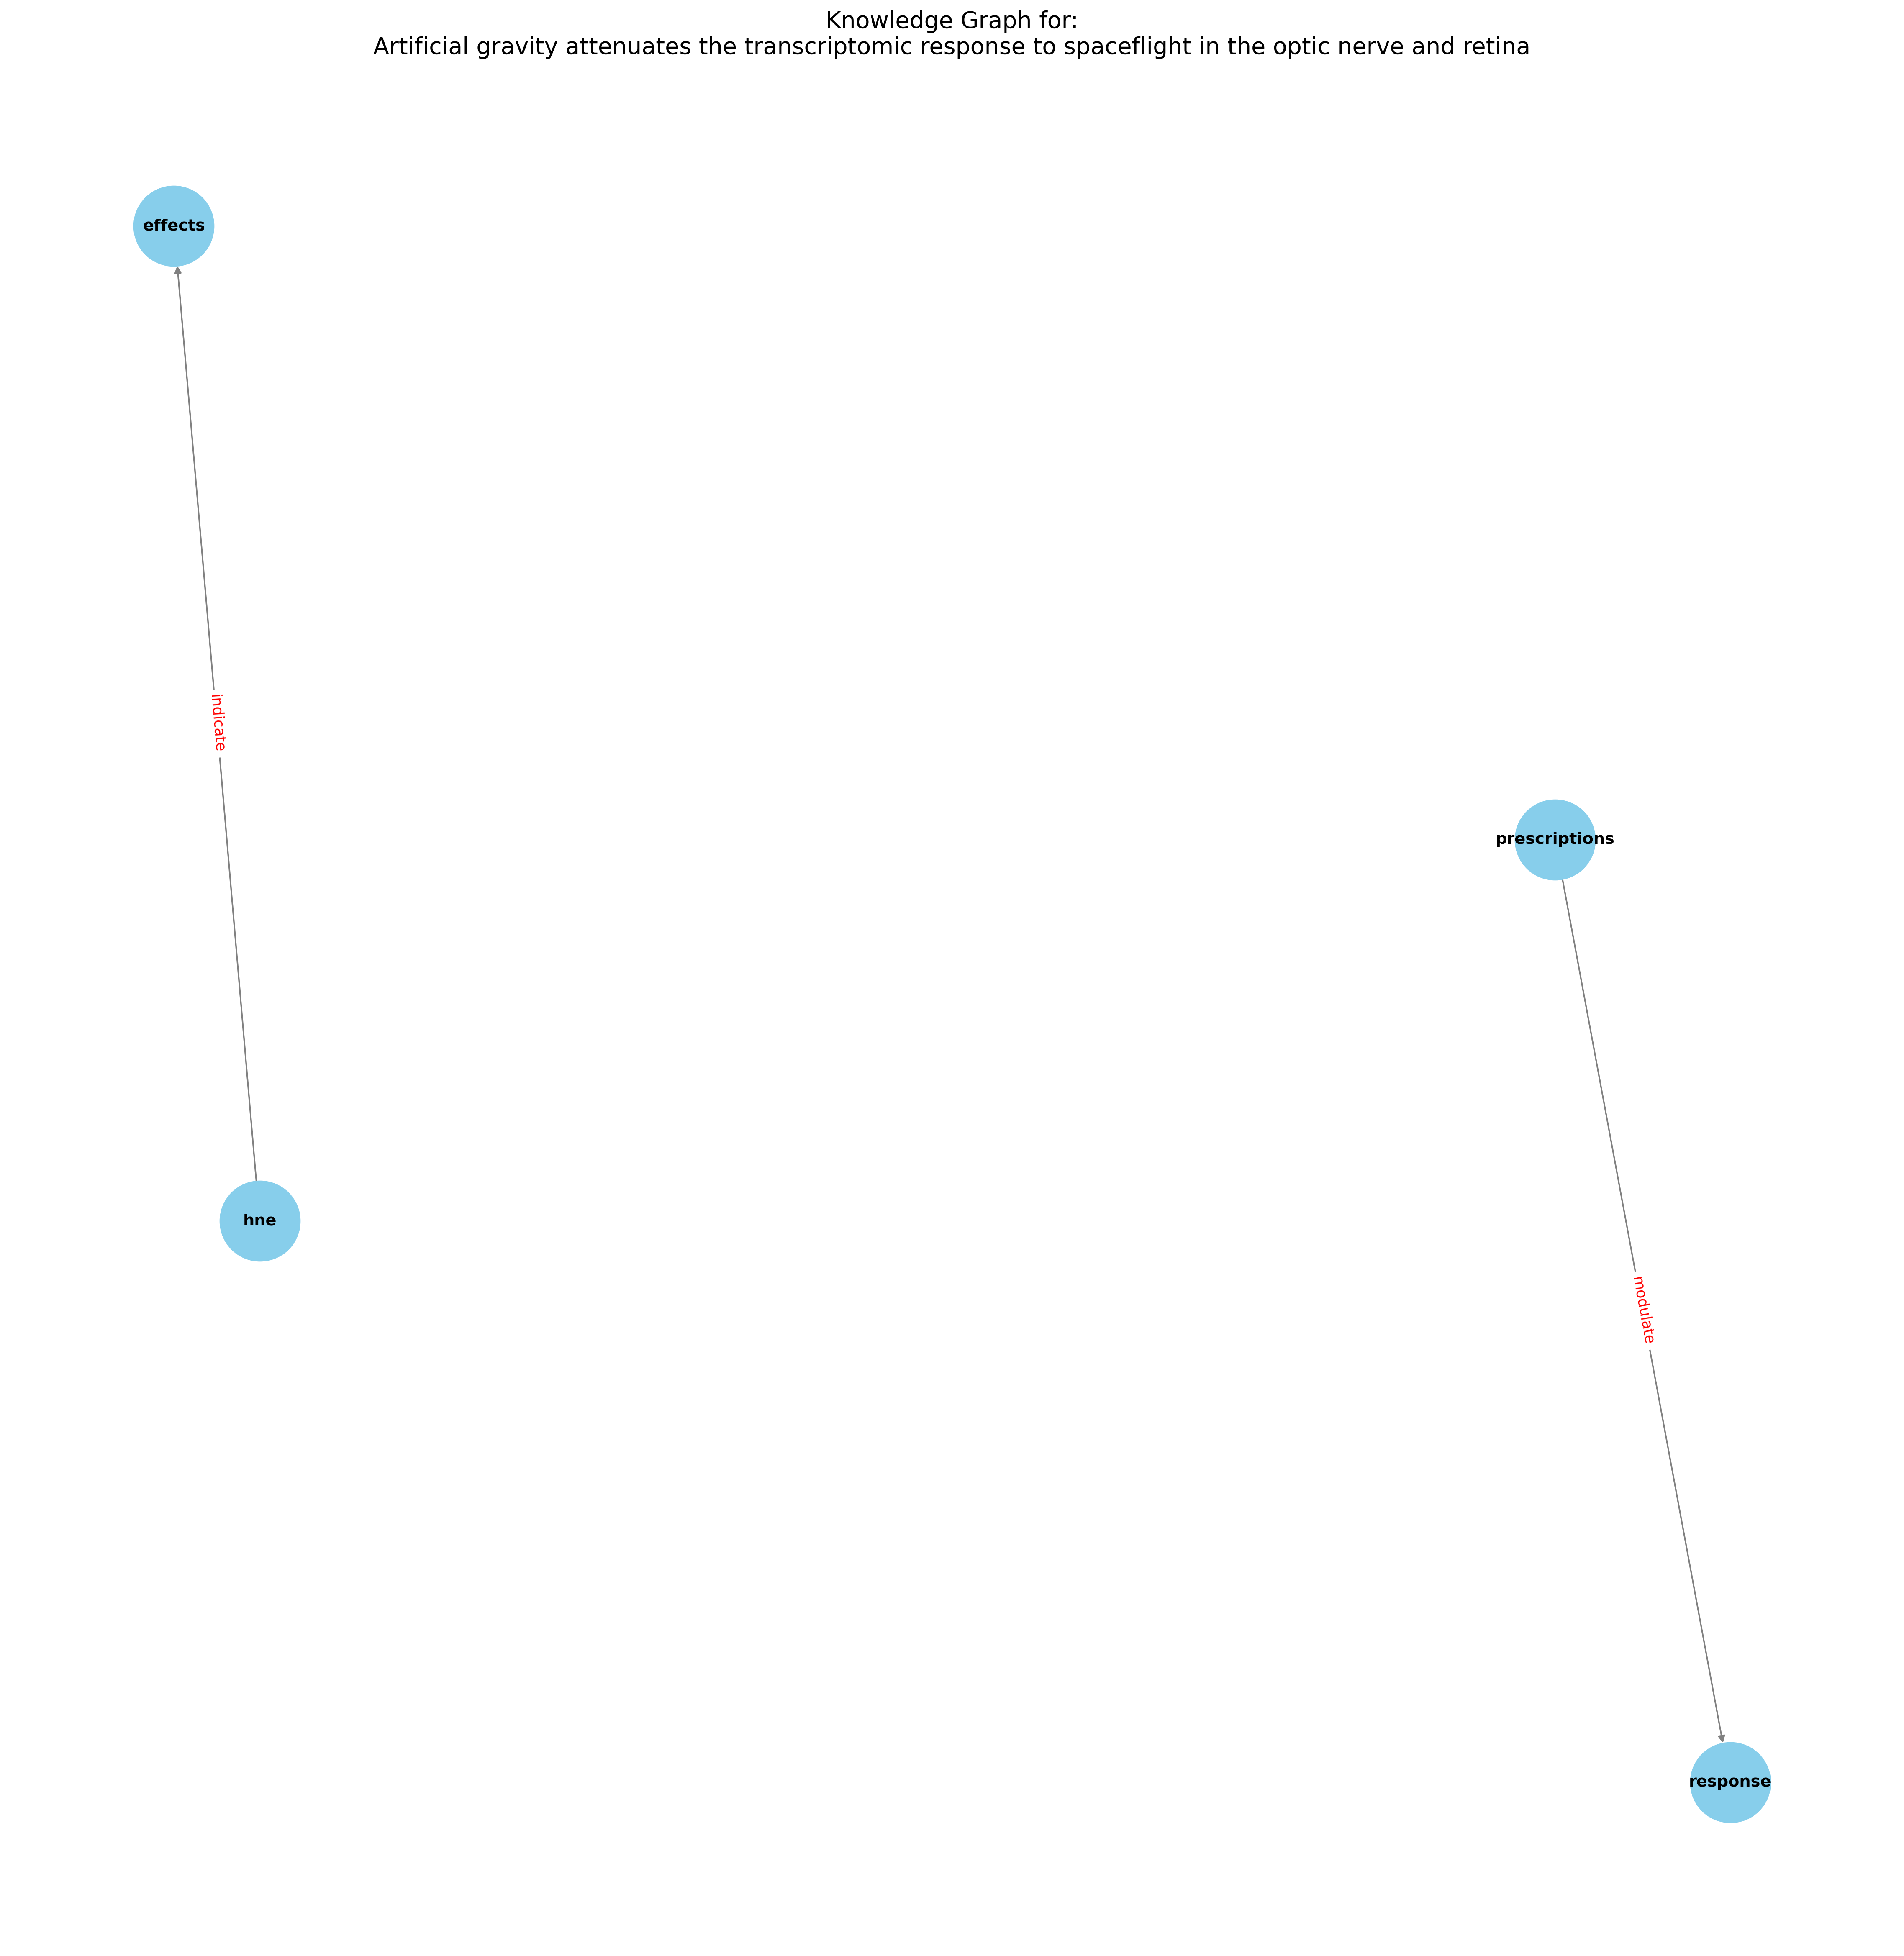 Knowledge Graph for:
Artificial gravity attenuates the transcriptomic response to spaceflight in the optic nerve and retina
effects
indicate
prescriptions
hne
modulate
response